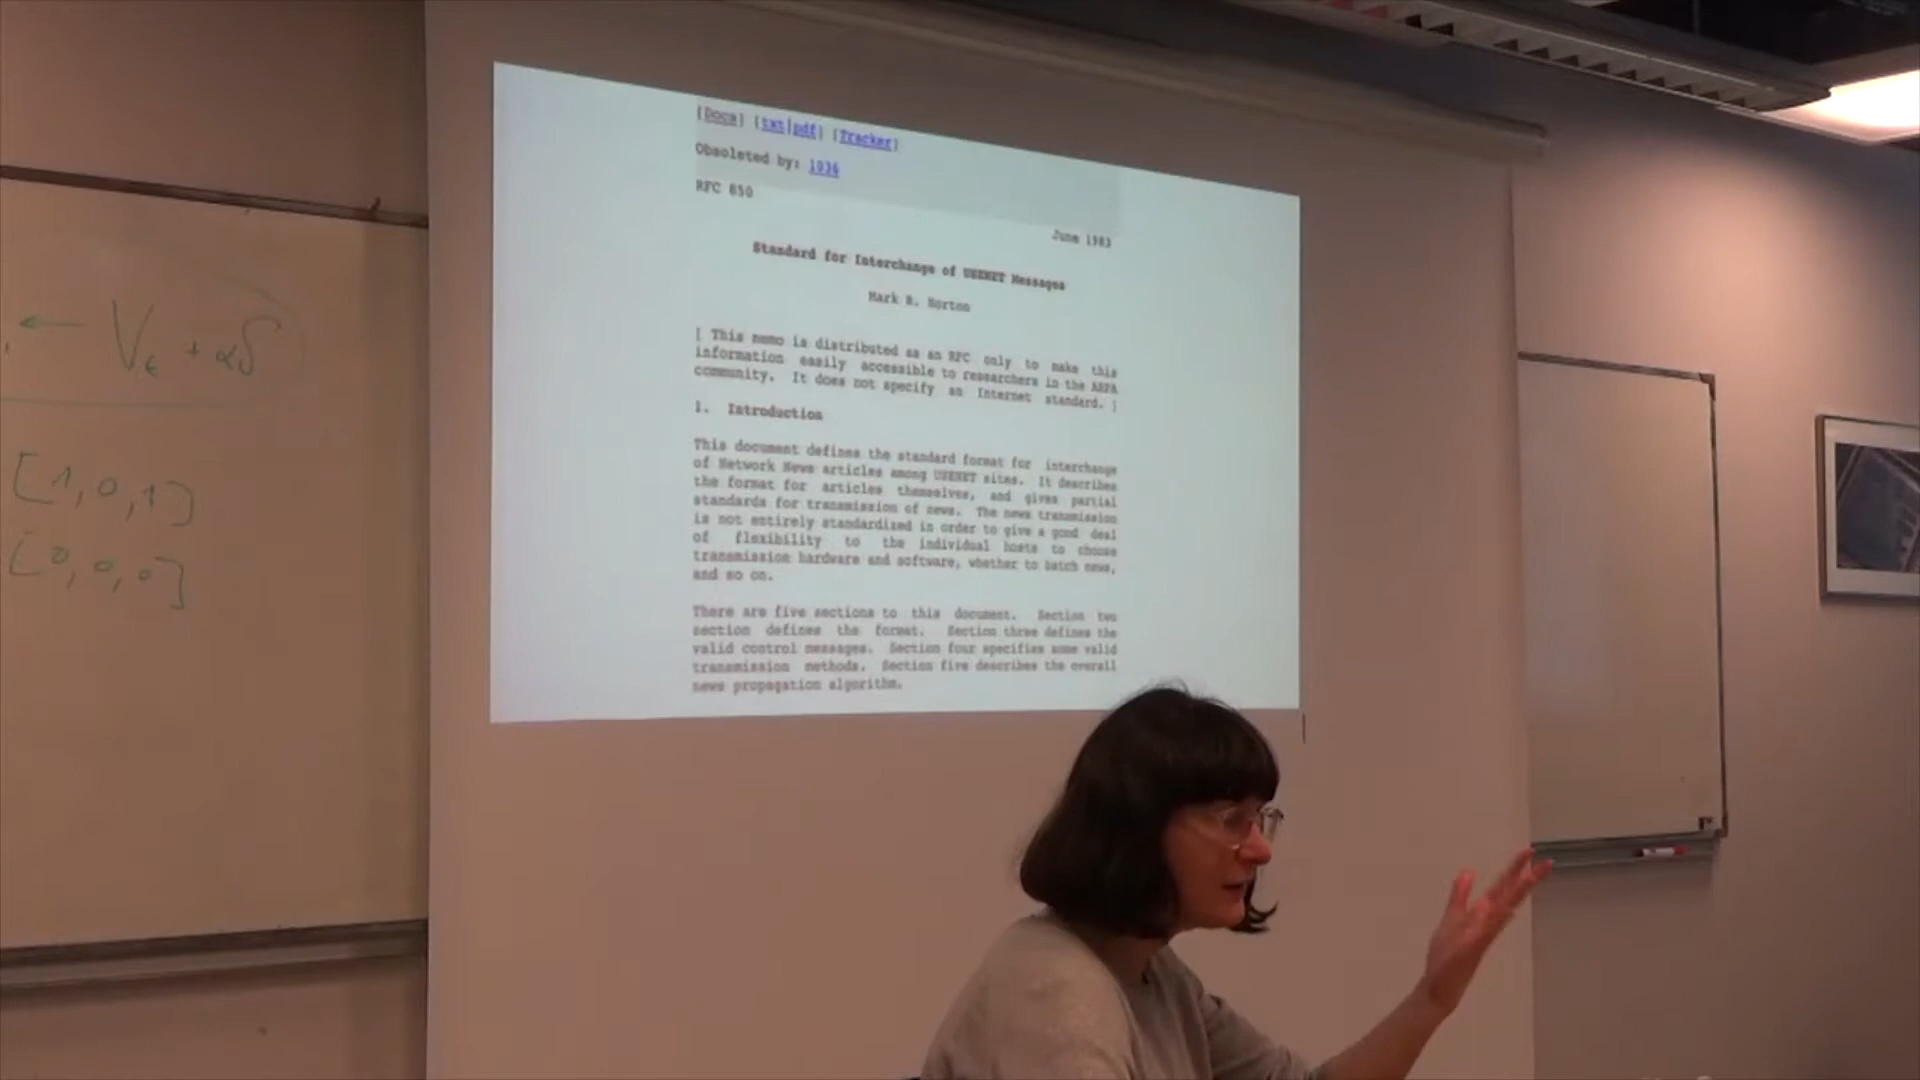 [Docs] [txt|pdf] [Tracker]
Obsoleted by: 1036
RFC 850
June 1983
Standard for Interchange of USENET Messages
Mark R. Horton
[ This memo is distributed as an RFC only to make this
information easily accessible to researchers in the ARPA
community. It does not specify an Internet standard. ]
1. Introduction
This document defines the standard format for interchange
of Network News articles among USENET sites. It describes
the format for articles themselves, and gives partial
standards for transmission of news. The news transmission
is not entirely standardized in order to give a good deal
of flexibility to the individual hosts to choose
transmission hardware and software, whether to batch news,
and so on.
There are five sections to this document. Section two
section defines the format. Section three defines the
valid control messages. Section four specifies some valid
transmission methods. Section five describes the overall
news propagation algorithm.
← Vₜ + αδ
[1,0,1]
[0,0,0]